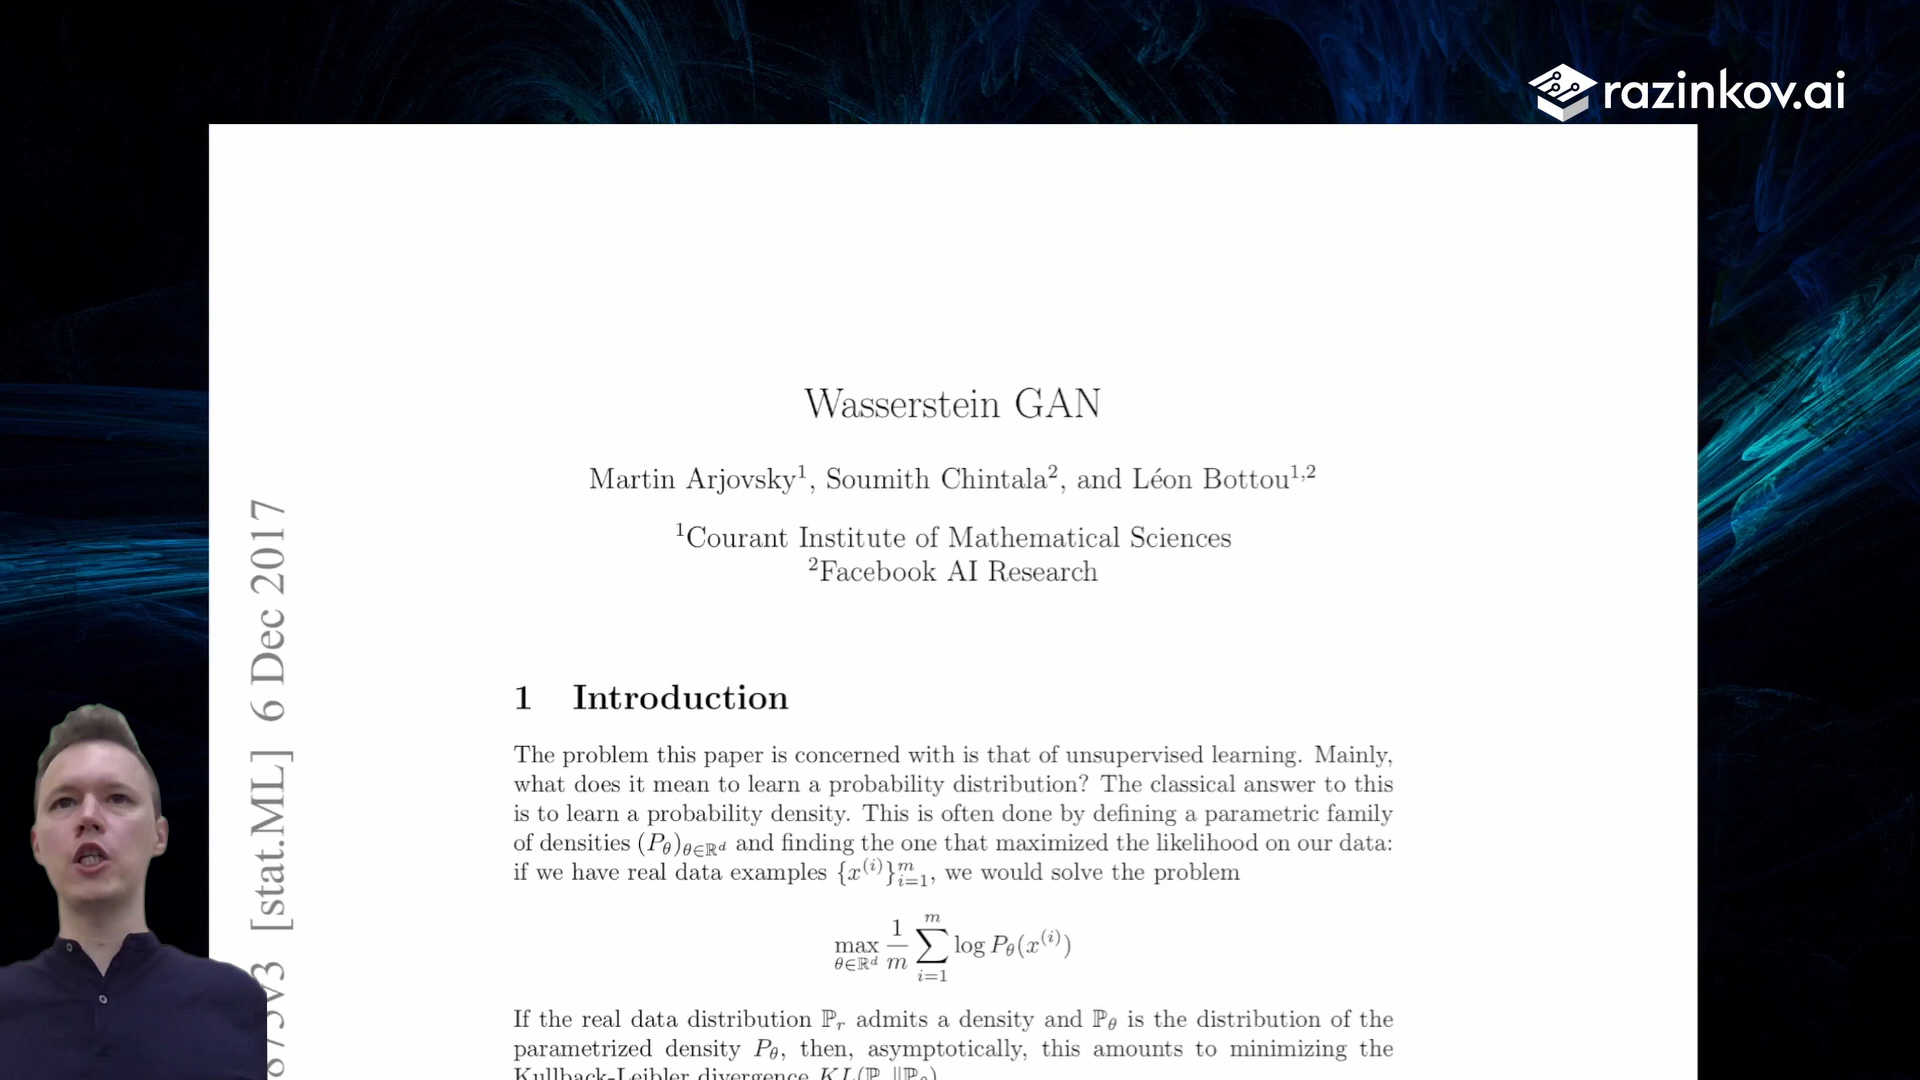 razinkov.ai
Wasserstein GAN
Martin Arjovsky¹, Soumith Chintala², and Léon Bottou¹,²
¹Courant Institute of Mathematical Sciences
²Facebook AI Research
[stat.ML] 6 Dec 2017
1 Introduction
The problem this paper is concerned with is that of unsupervised learning. Mainly,
what does it mean to learn a probability distribution? The classical answer to this
is to learn a probability density. This is often done by defining a parametric family
of densities (P_θ)_{θ∈ℝ^d} and finding the one that maximized the likelihood on our data:
if we have real data examples {x^{(i)}}_{i=1}^m, we would solve the problem
max_{θ∈ℝ^d} 1/m ∑_{i=1}^m log P_θ(x^{(i)})
If the real data distribution ℙ_r admits a density and ℙ_θ is the distribution of the
parametrized density P_θ, then, asymptotically, this amounts to minimizing the
Kullback-Leibler divergence KL(ℙ_r‖ℙ_θ).